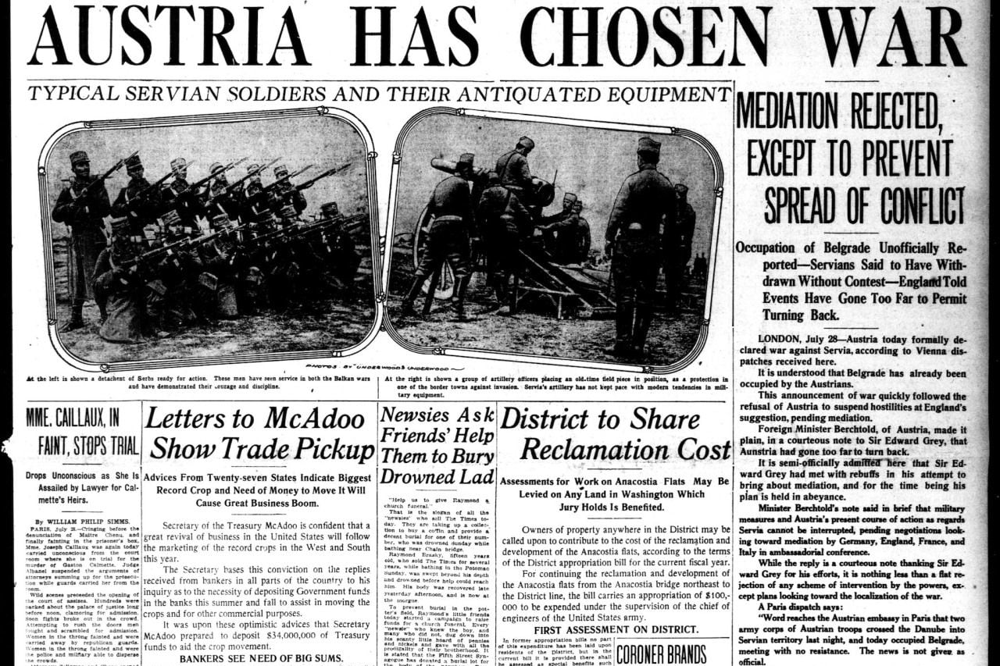 AUSTRIA HAS CHOSEN WAR
TYPICAL SERVIAN SOLDIERS AND THEIR ANTIQUATED EQUIPMENT
PHOTOS BY UNDERWOOD & UNDERWOOD
At the left is shown a detachent of Serbs ready for action. These men have seen service in both the Balkan wars
and have demonstrated their courage and discipline.
At the right is shown a group of artillery officers placing an old-time field piece in position, as a protection in
one of the border towns against invasion. Servia's artillery has not kept pace with modern tendencies in mili-
tary equipment.
MME. CAILLAUX, IN
FAINT, STOPS TRIAL
Drops Unconscious as She Is
Assailed by Lawyer for Cal-
mette's Heirs.
By WILLIAM PHILIP SIMMS.
PARIS, July 28.—Cringing before the
denunciation of Maitre Chenu, and
finally fainting in the prisoner's box,
Mme. Joseph Caillaux was again today
carried unconscious from the court
room where she is on trial for the
murder of Gaston Calmette. Judge
Albanel suspended the arguments of
attorneys summing up for the prosecu-
tion while guards carried her from the
room.
Wild scenes preceded the opening of
the court of assizes. Hundreds were
packed about the palace of justice long
before noon, clamoring for admission.
Soon fights broke out in the crowd.
Attempting to rush the doors men
fought and scrambled for admission.
Women in the throng fainted and were
carried away by republican guards.
Women in the throng fainted and were
the police and military able to disperse
the crowds.
Letters to McAdoo
Show Trade Pickup
Advices From Twenty-seven States Indicate Biggest
Record Crop and Need of Money to Move It Will
Cause Great Business Boom.
Secretary of the Treasury McAdoo is confident that a
great revival of business in the United States will follow
the marketing of the record crops in the West and South
this year.
The Secretary bases this conviction on the replies
received from bankers in all parts of the country to his
inquiry as to the necessity of depositing Government funds
in the banks this summer and fall to assist in moving the
crops and for other commercial purposes.
It was upon these optimistic advices that Secretary
McAdoo prepared to deposit $34,000,000 of Treasury
funds to aid the crop movement.
BANKERS SEE NEED OF BIG SUMS.
Newsies Ask
Friends' Help
Them to Bury
Drowned Lad
"Help us to give Raymond a
church funeral."
That is the slogan of all the
"newsies" who sell The Times to-
day. They are taking up a collec-
tion to buy a coffin and provide a
decent burial for one of their num-
ber, who was drowned Sunday while
bathing near Chain bridge.
Raymond Brasky, fifteen years
old, who sold The Times for several
years, while bathing in the Potomac
Sunday, was swept beyond his depth
and drowned before help could reach
him. His body was recovered late
yesterday afternoon, and is now at
the morgue.
To prevent burial in the pot-
ter's field, Raymond's little friends
today started a campaign to raise
funds for a church funeral. Every
"newsie" who knew the boy, and
many who did not, dug down into
his scanty little hoard of pennies
and nickels and gave with all the
prodigality of their brotherhood. It
is stated that the Fifth Street Syn-
agogue has donated a burial lot for
District to Share
Reclamation Cost
Assessments for Work on Anacostia Flats May Be
Levied on Any Land in Washington Which
Jury Holds Is Benefited.
Owners of property anywhere in the District may be
called upon to contribute to the cost of the reclamation and
development of the Anacostia flats, according to the terms
of the District appropriation bill for the current fiscal year.
For continuing the reclamation and development of
the Anacostia flats from the Anacostia bridge northeast to
the District line, the bill carries an appropriation of $100,-
000 to be expended under the supervision of the chief of
engineers of the United States army.
FIRST ASSESSMENT ON DISTRICT.
In former appropriation bills no part
of this expenditure has been laid upon
residents of the District, but in the
current bill it is provided there shall
be assessed as special benefits such
CORONER BRANDS
MEDIATION REJECTED,
EXCEPT TO PREVENT
SPREAD OF CONFLICT
Occupation of Belgrade Unofficially Re-
ported—Servians Said to Have With-
drawn Without Contest—England Told
Events Have Gone Too Far to Permit
Turning Back.
LONDON, July 28—Austria today formally de-
clared war against Servia, according to Vienna dis-
patches received here.
It is understood that Belgrade has already been
occupied by the Austrians.
This announcement of war quickly followed the
refusal of Austria to suspend hostilities at England's
suggestion, pending mediation.
Foreign Minister Berchtold, of Austria, made it
plain, in a courteous note to Sir Edward Grey, that
Aunstria had gone too far to turn back.
It is semi-officially admitted here that Sir Ed-
ward Grey had met with rebuffs in his attempt to
bring about mediation, and for the time being his
plan is held in abeyance.
Minister Berchtold's note said in brief that military
measures and Austria's present course of action as regards
Servia cannot be interrupted, pending negotiations look-
ing toward mediation by Germany, England, France, and
Italy in ambassadorial conference.
While the reply is a courteous note thanking Sir Ed-
ward Grey for his efforts, it is nothing less than a flat re-
jection of any scheme of intervention by the powers, ex-
cept plans looking toward the localization of the war.
A Paris dispatch says:
"Word reaches the Austrian embassy in Paris that two
army corps of Austrian troops crossed the Danube into
Servian territory last night, and today occupied Belgrade,
meeting with no resistance. The news is not given as
official.